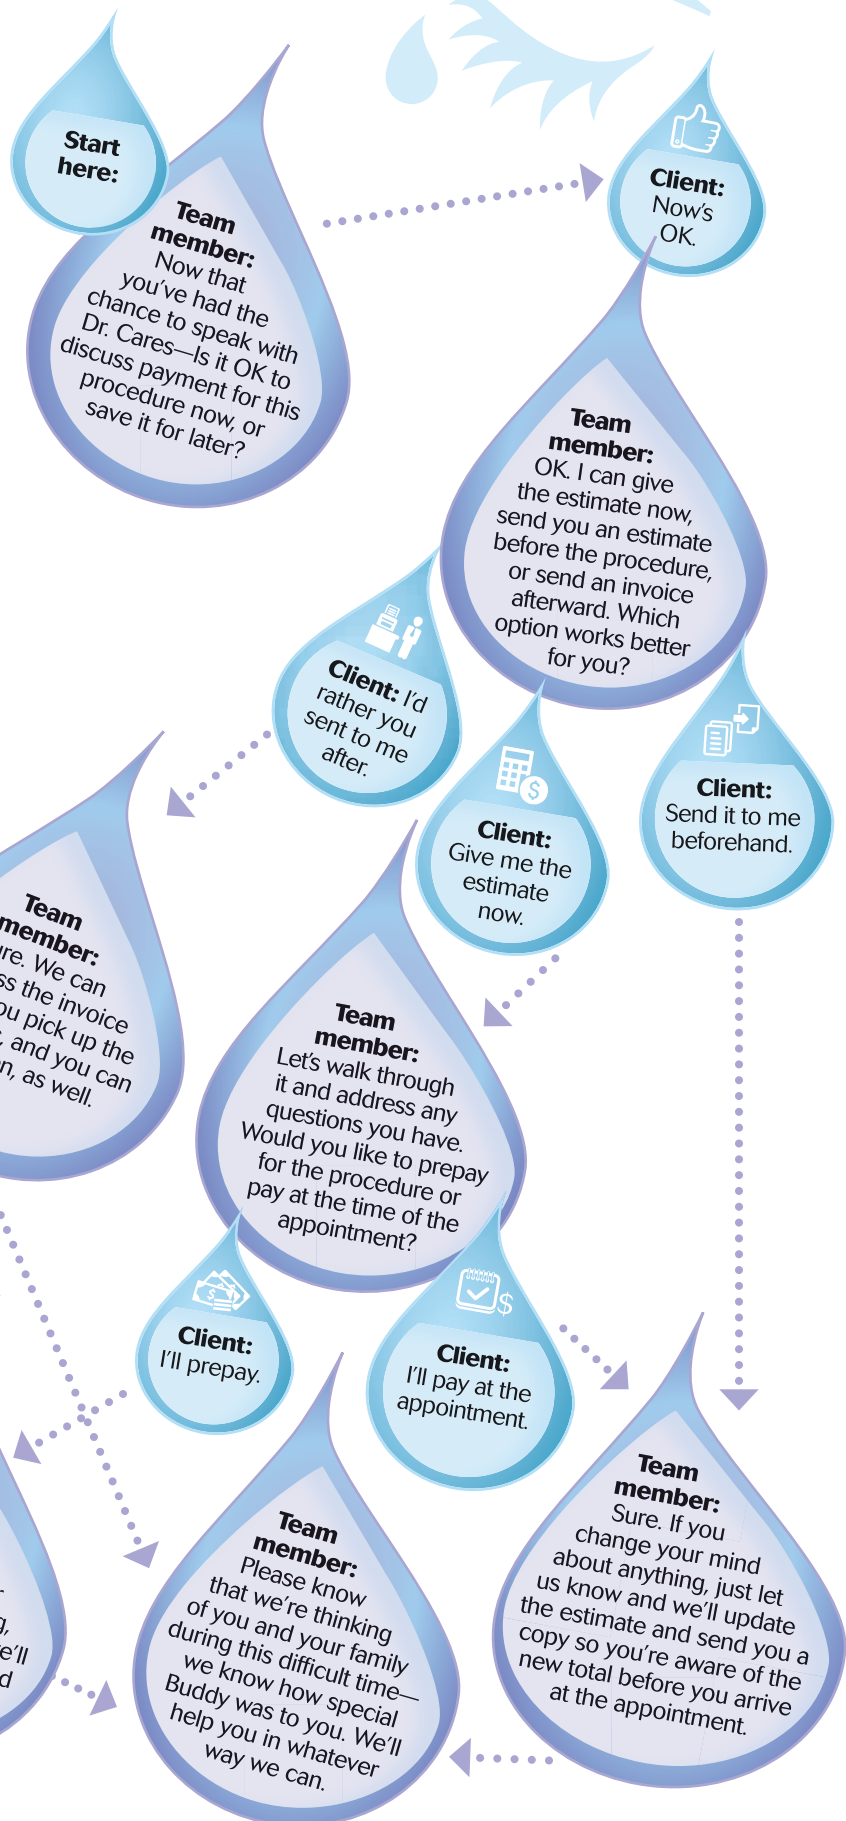 Start
here:
Team
member:
Now that
you've had the
chance to speak with
Dr. Cares—Is it OK to
discuss payment for this
procedure now, or
save it for later?
Client:
Now's
OK.
Team
member:
OK. I can give
the estimate now,
send you an estimate
before the procedure,
or send an invoice
afterward. Which
option works better
for you?
Client: I'd
rather you
sent to me
after.
Client:
Give me the
estimate
now.
Client:
Send it to me
beforehand.
Team
member:
We can
the invoice
pick up the
and you can
as well.
Team
member:
Let's walk through
it and address any
questions you have.
Would you like to prepay
for the procedure or
pay at the time of the
appointment?
Client:
I'll prepay.
Client:
I'll pay at the
appointment.
Team
member:
Sure. If you
change your mind
about anything, just let
us know and we'll update
the estimate and send you a
copy so you're aware of the
new total before you arrive
at the appointment.
Team
member:
Please know
that we're thinking
of you and your family
during this difficult time—
we know how special
Buddy was to you. We'll
help you in whatever
way we can.